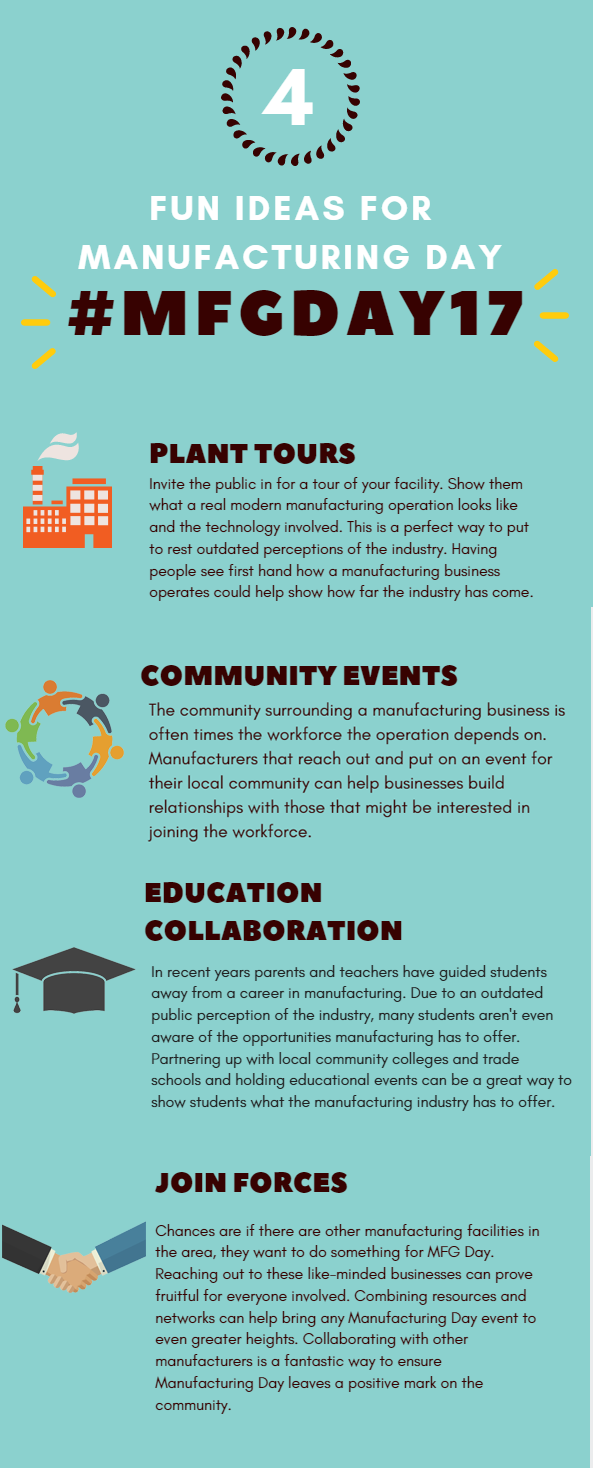 4
FUN IDEAS FOR
MANUFACTURING DAY
#MFGDAY17
PLANT TOURS
Invite the public in for a tour of your facility. Show them
what a real modern manufacturing operation looks like
and the technology involved. This is a perfect way to put
to rest outdated perceptions of the industry. Having
people see first hand how a manufacturing business
operates could help show how far the industry has come.
COMMUNITY EVENTS
The community surrounding a manufacturing business is
often times the workforce the operation depends on.
Manufacturers that reach out and put on an event for
their local community can help businesses build
relationships with those that might be interested in
joining the workforce.
EDUCATION
COLLABORATION
In recent years parents and teachers have guided students
away from a career in manufacturing. Due to an outdated
public perception of the industry, many students aren't even
aware of the opportunities manufacturing has to offer.
Partnering up with local community colleges and trade
schools and holding educational events can be a great way to
show students what the manufacturing industry has to offer.
JOIN FORCES
Chances are if there are other manufacturing facilities in
the area, they want to do something for MFG Day.
Reaching out to these like-minded businesses can prove
fruitful for everyone involved. Combining resources and
networks can help bring any Manufacturing Day event to
even greater heights. Collaborating with other
manufacturers is a fantastic way to ensure
Manufacturing Day leaves a positive mark on the
community.